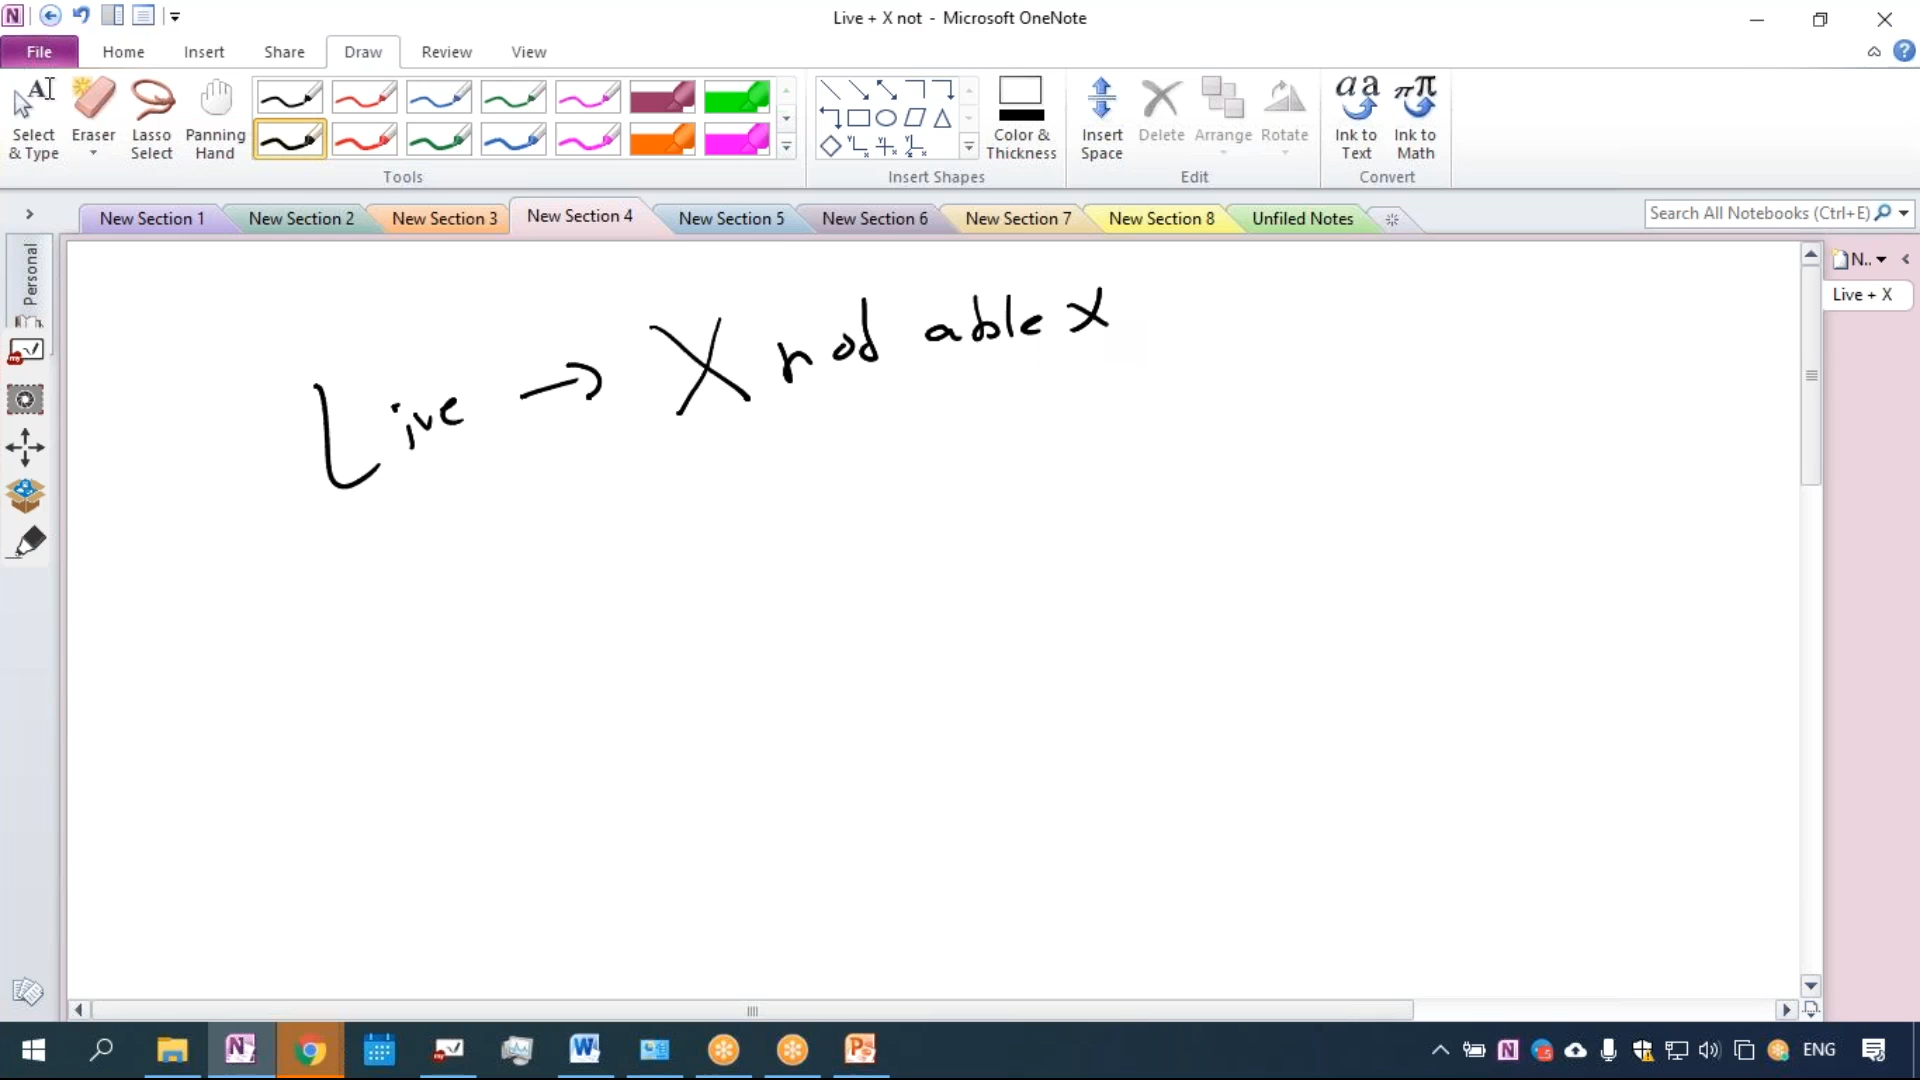 Live + X not - Microsoft OneNote
File Home Insert Share Draw Review View
Select & Type
Eraser
Lasso Select
Panning Hand
Color & Thickness
Insert Space
Delete
Arrange
Rotate
Ink to Text
Ink to Math
Tools
Insert Shapes
Edit
Convert
New Section 1 New Section 2 New Section 3 New Section 4 New Section 5 New Section 6 New Section 7 New Section 8 Unfiled Notes
Search All Notebooks (Ctrl+E)
Personal
N..
Live + X
Live → X not able X
ENG